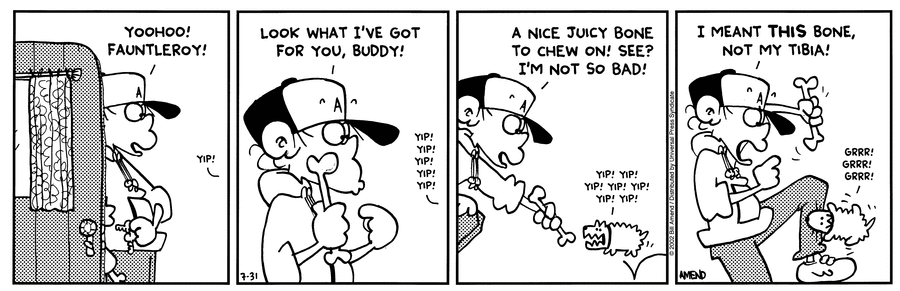 YOOHOO!
FAUNTLEROY!
A
YIP!
LOOK WHAT I'VE GOT
FOR YOU, BUDDY!
A
YIP!
YIP!
YIP!
YIP!
YIP!
7-31
A NICE JUICY BONE
TO CHEW ON! SEE?
I'M NOT SO BAD!
A
YIP! YIP!
YIP! YIP! YIP!
YIP! YIP!
© 2002 Bill Amend / Distributed by Universal Press Syndicate
I MEANT THIS BONE,
NOT MY TIBIA!
A
GRRR!
GRRR!
GRRR!
AMEND